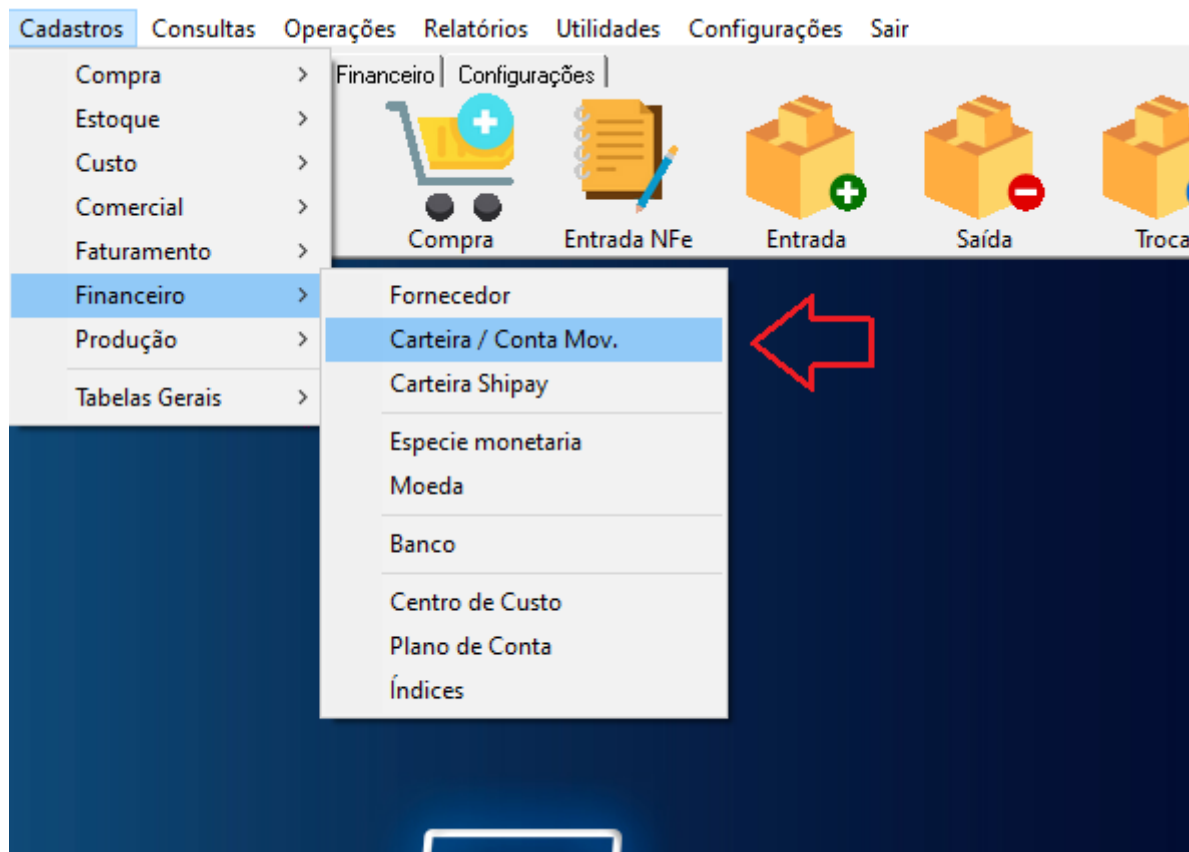 Cadastros Consultas Operações Relatórios Utilidades Configurações Sair
Compra
Estoque
Custo
Comercial
Faturamento
Financeiro
Produção
Tabelas Gerais
Financeiro Configurações
Compra Entrada NFe Entrada Saída Troca
Fornecedor
Carteira / Conta Mov.
Carteira Shipay
Especie monetaria
Moeda
Banco
Centro de Custo
Plano de Conta
Índices